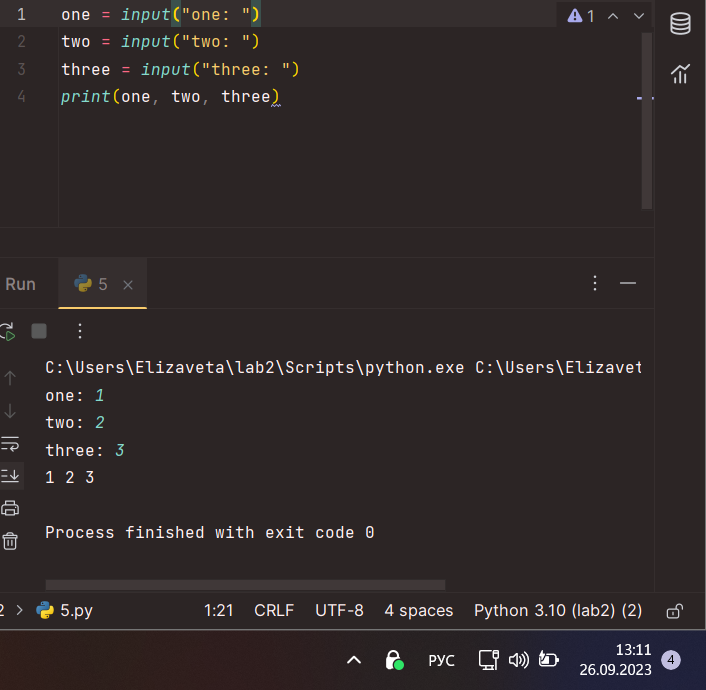 1 one = input("one: ")
2 two = input("two: ")
3 three = input("three: ")
4 print(one, two, three)
1
Run
5
C:\Users\Elizaveta\lab2\Scripts\python.exe C:\Users\Elizavet
one: 1
two: 2
three: 3
1 2 3
Process finished with exit code 0
2 > 5.py 1:21 CRLF UTF-8 4 spaces Python 3.10 (lab2) (2)
РУС 13:11 4
26.09.2023